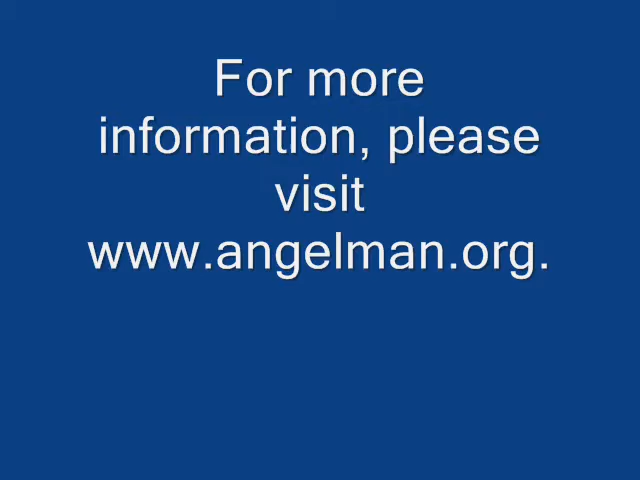 For more
information, please
visit
www.angelman.org.